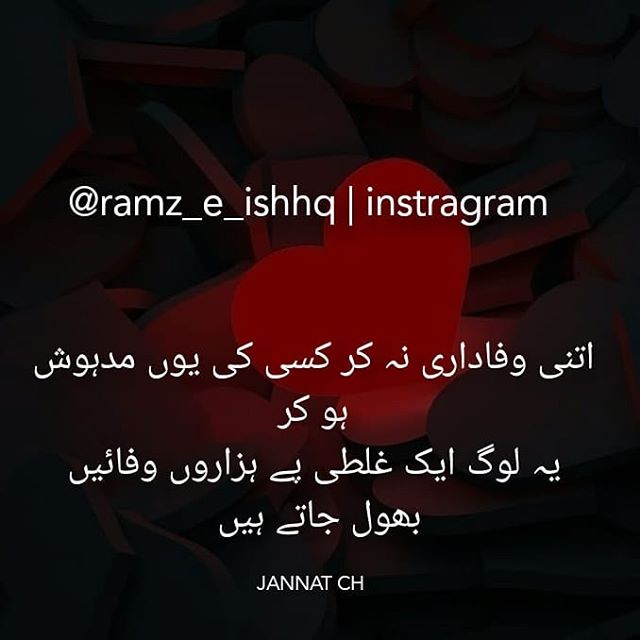 @ramz_e_ishhq | instragram
اتنی وفاداری نہ کر کسی کی یوں مدہوش
ہو کر
یہ لوگ ایک غلطی پے ہزاروں وفائیں
بھول جاتے ہیں
JANNAT CH